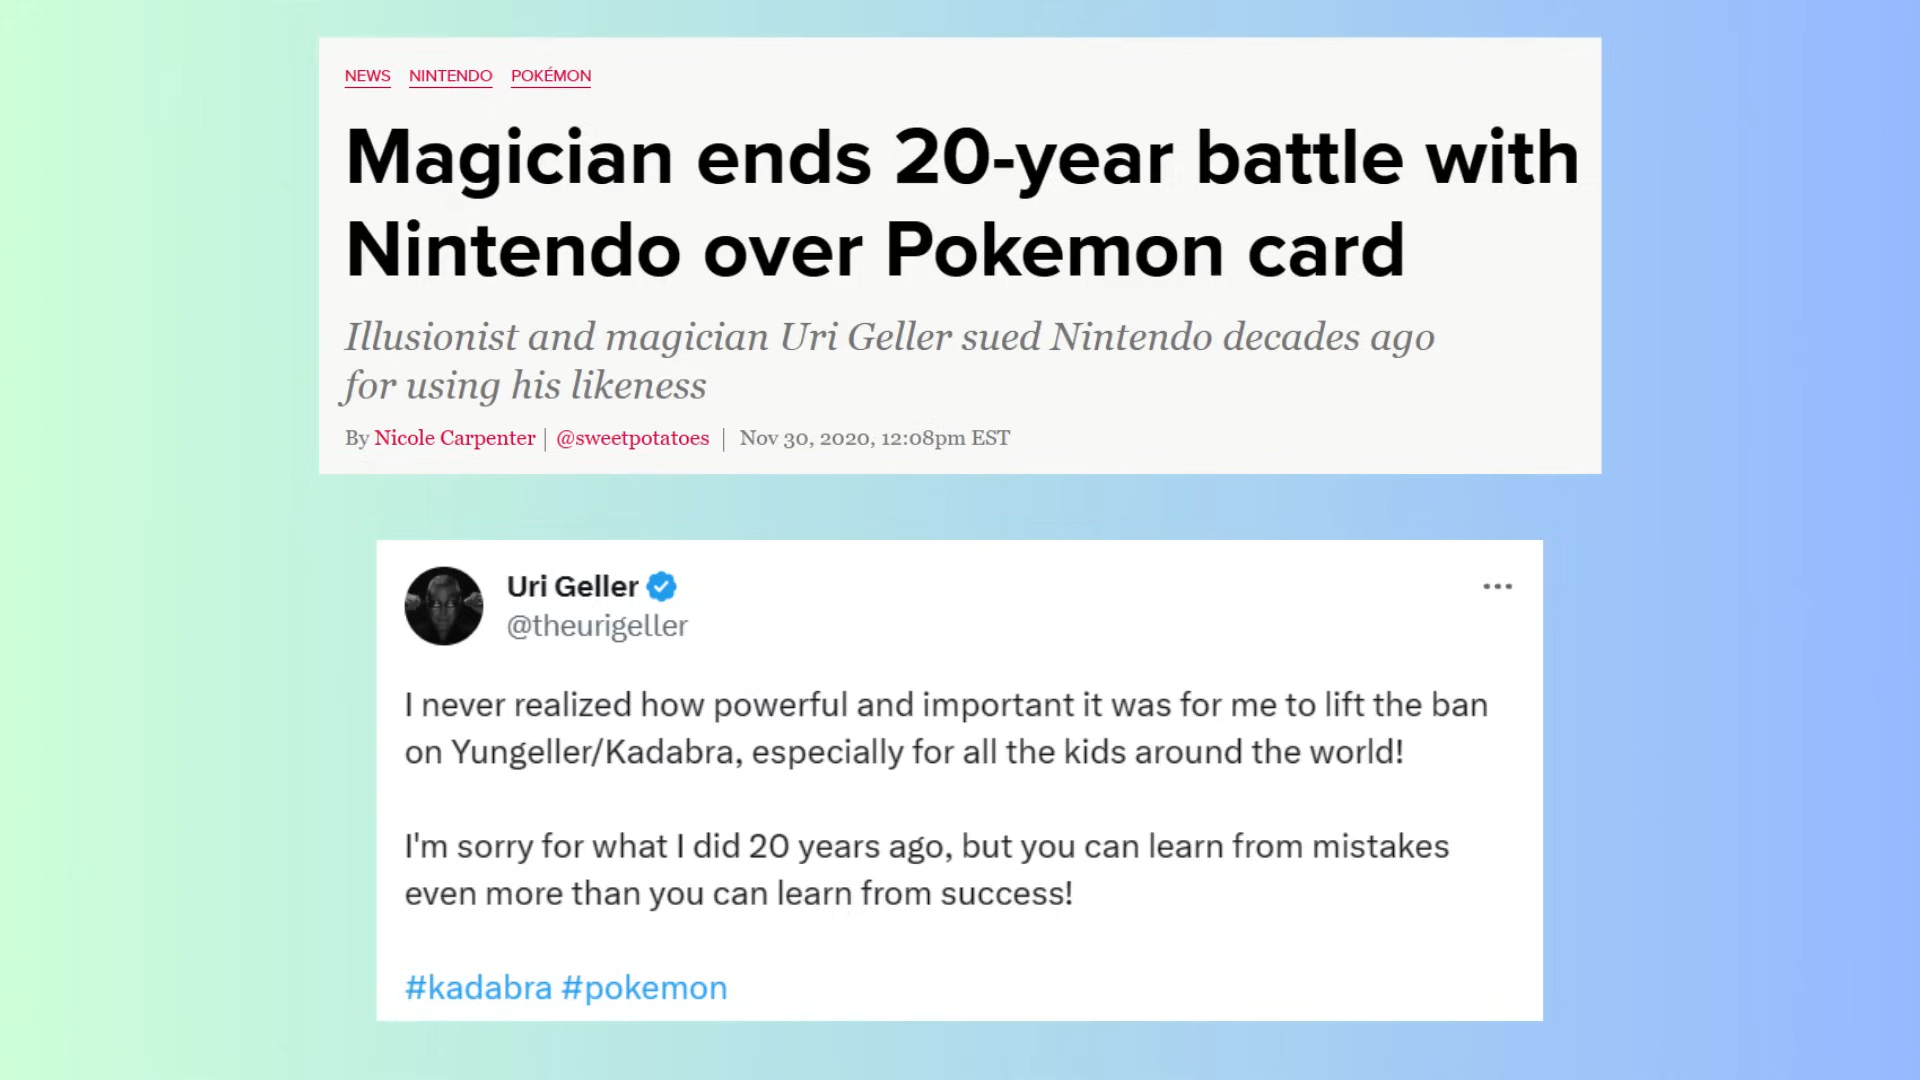 NEWS NINTENDO POKÉMON
Magician ends 20-year battle with
Nintendo over Pokemon card
Illusionist and magician Uri Geller sued Nintendo decades ago
for using his likeness
By Nicole Carpenter | @sweetpotatoes | Nov 30, 2020, 12:08pm EST
Uri Geller
@theurigeller
I never realized how powerful and important it was for me to lift the ban
on Yungeller/Kadabra, especially for all the kids around the world!
I'm sorry for what I did 20 years ago, but you can learn from mistakes
even more than you can learn from success!
#kadabra #pokemon